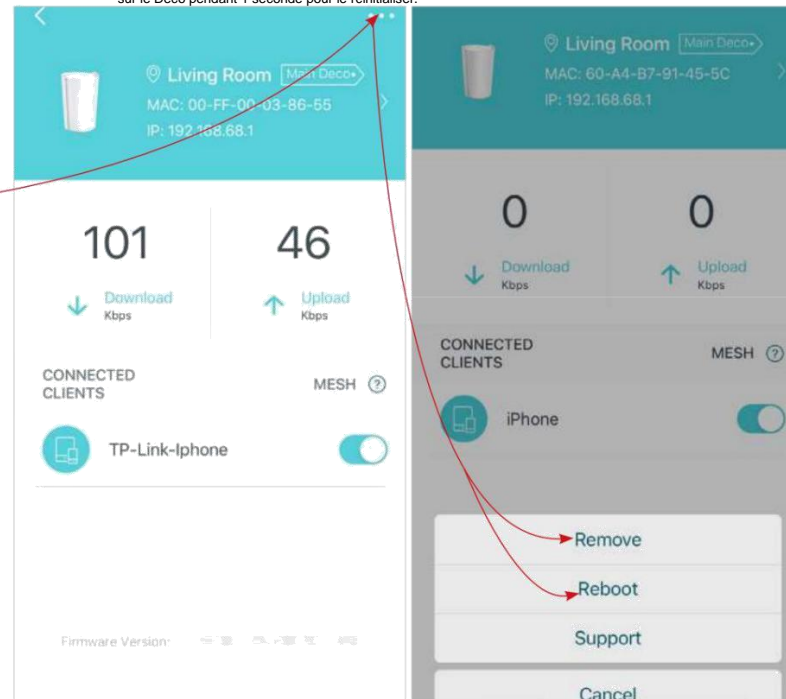 sur le Deco pendant 1 seconde pour le réinitialiser.
Living Room Main Deco
MAC: 00-FF-00-03-86-55
IP: 192.168.68.1
101
46
Download
Kbps
Upload
Kbps
CONNECTED
CLIENTS
MESH ?
TP-Link-Iphone
Firmware Version:
Living Room Main Deco
MAC: 60-A4-B7-91-45-5C
IP: 192.168.68.1
0
0
Download
Kbps
Upload
Kbps
CONNECTED
CLIENTS
MESH ?
iPhone
Remove
Reboot
Support
Cancel